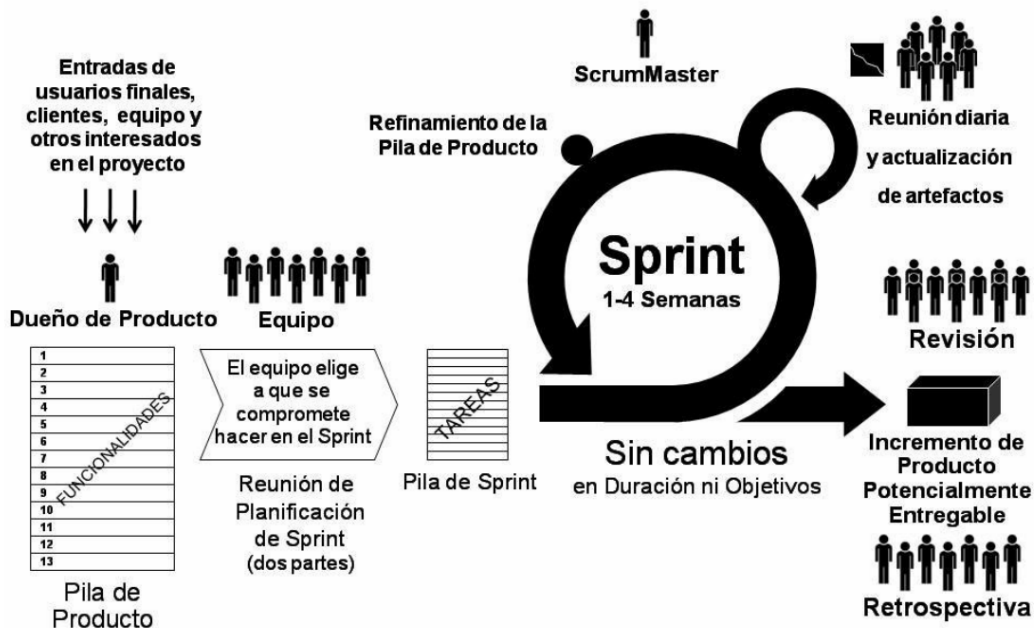 Entradas de
usuarios finales,
clientes, equipo y
otros interesados
en el proyecto
Dueño de Producto
1
2
3
4
5
6
7
8
9
10
11
12
13
FUNCIONALIDADES
Pila de
Producto
Equipo
El equipo elige
a que se
compromete
hacer en el Sprint
Reunión de
Planificación
de Sprint
(dos partes)
TAREAS
Pila de Sprint
Refinamiento de la
Pila de Producto
ScrumMaster
Sprint
1-4 Semanas
Sin cambios
en Duración ni Objetivos
Reunión diaria
y actualización
de artefactos
Revisión
Incremento de
Producto
Potencialmente
Entregable
Retrospectiva